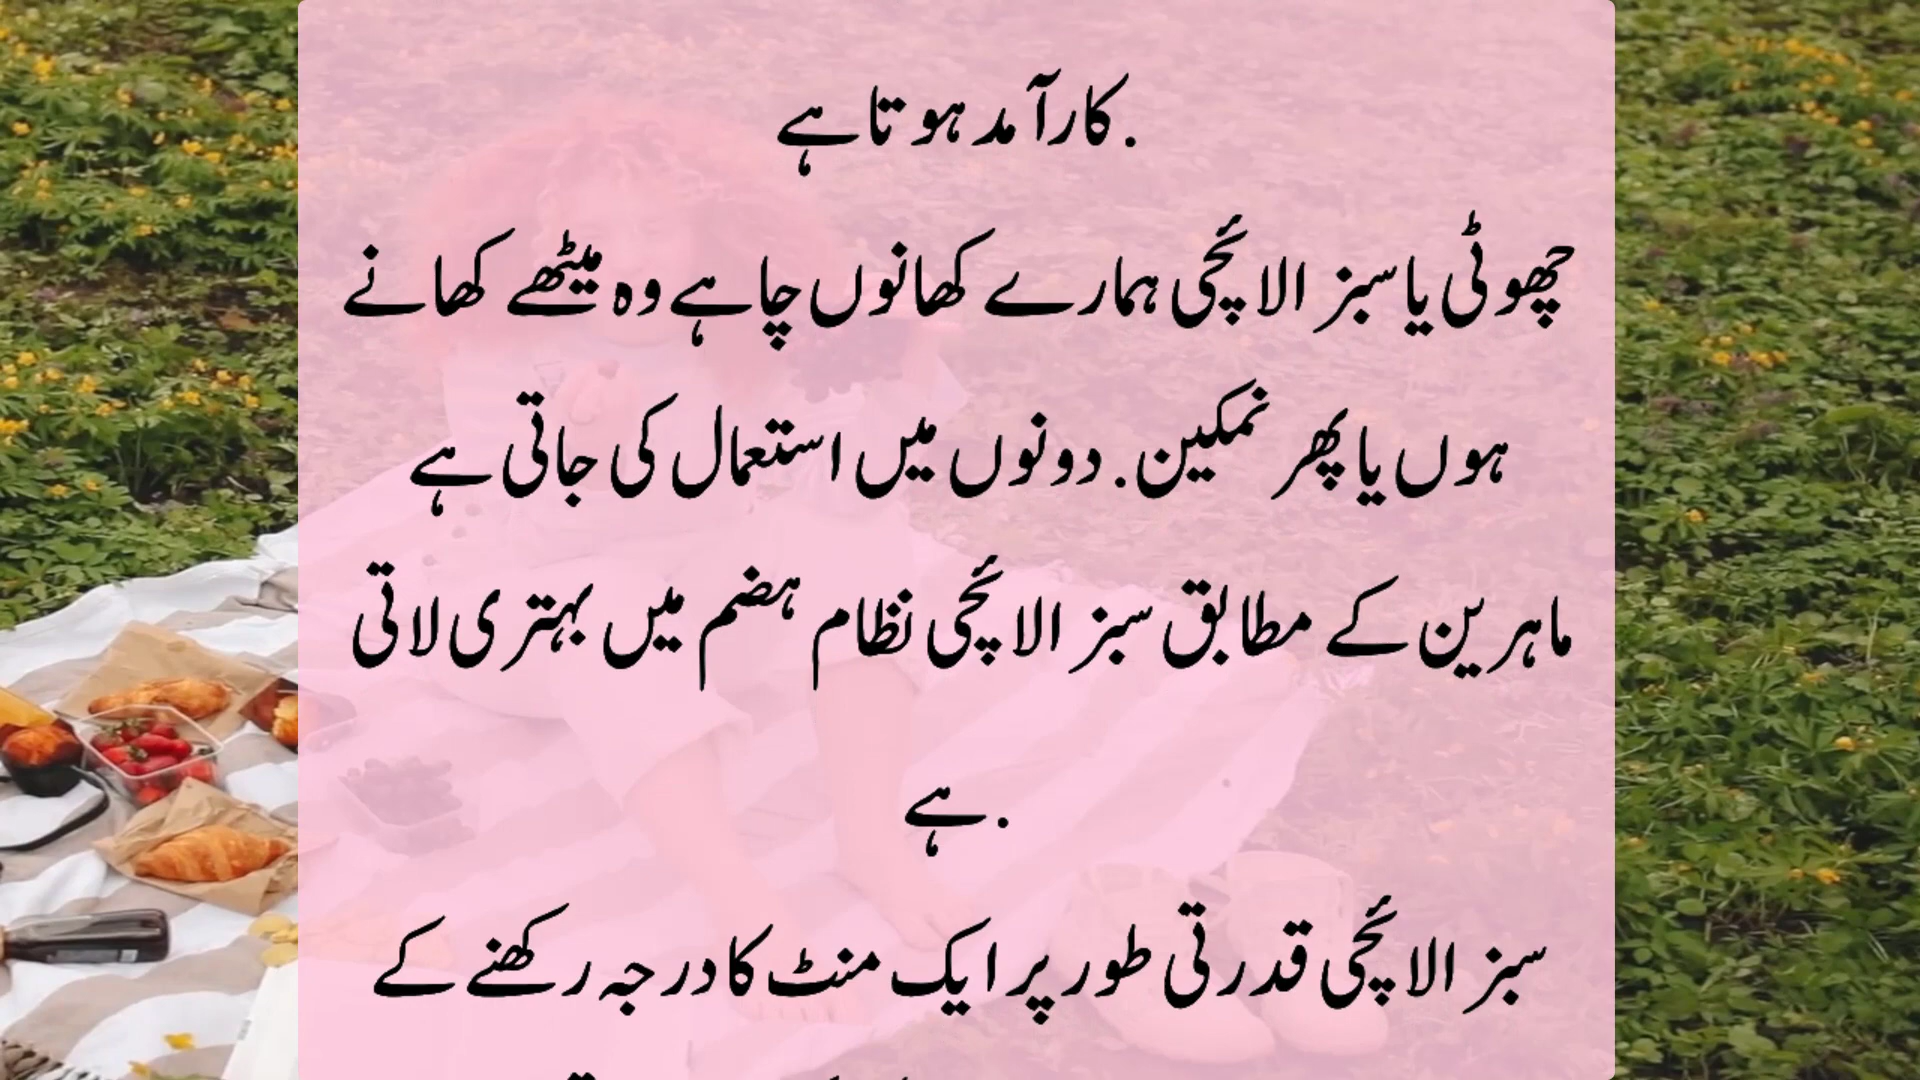 کارآمد ہوتا ہے.
چھوٹی یا سبز الائچی ہمارے کھانوں چاہے وہ میٹھے کھانے
ہوں یا پھر نمکین. دونوں میں استعمال کی جاتی ہے
ماہرین کے مطابق سبز الائچی نظام ہضم میں بہتری لاتی
ہے.
سبز الائچی قدرتی طور پر ایک منٹ کا درجہ رکھنے کے